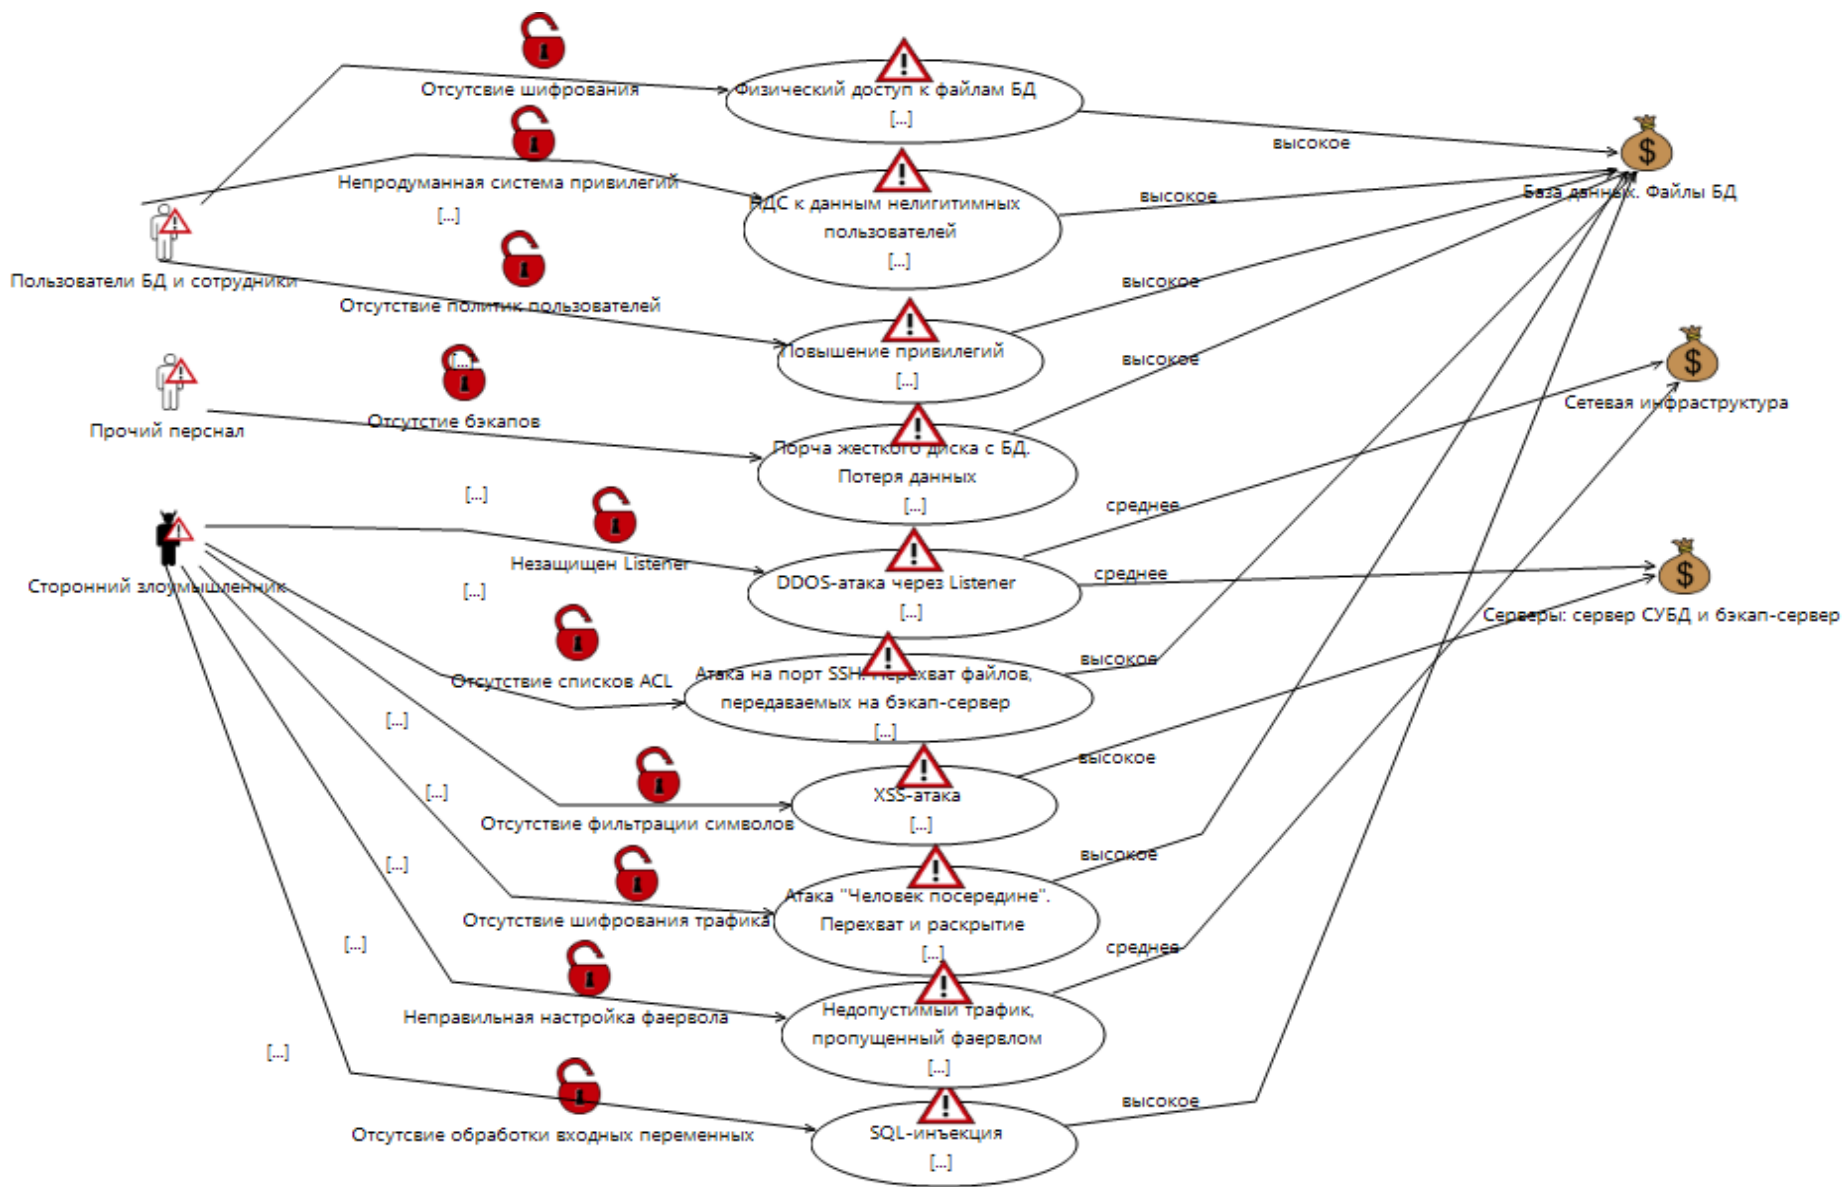 Отсутсвие шифрования
Физический доступ к файлам БД
[...]
высокое
База данных. Файлы БД
Непродуманная система привилегий
[...]
НДС к данным нелигитимных
пользователей
[...]
высокое
Пользователи БД и сотрудники
Отсутствие политик пользователей
[...]
Повышение привилегий
[...]
высокое
Прочий перснал
Отсутстие бэкапов
[...]
Порча жесткого диска с БД.
Потеря данных
[...]
высокое
Сетевая инфраструктура
Сторонний злоумышленник
Незащищен Listener
[...]
DDOS-атака через Listener
[...]
среднее
среднее
Серверы: сервер СУБД и бэкап-сервер
Отсутствие списков ACL
[...]
Атака на порт SSH. Перехват файлов,
передаваемых на бэкап-сервер
[...]
высокое
Отсутствие фильтрации символов
[...]
XSS-атака
[...]
высокое
Отсутствие шифрования трафика
[...]
Атака "Человек посередине".
Перехват и раскрытие
[...]
высокое
Неправильная настройка фаервола
[...]
Недопустимый трафик,
пропущенный фаервлом
[...]
среднее
Отсутсвие обработки входных переменных
[...]
SQL-инъекция
[...]
высокое